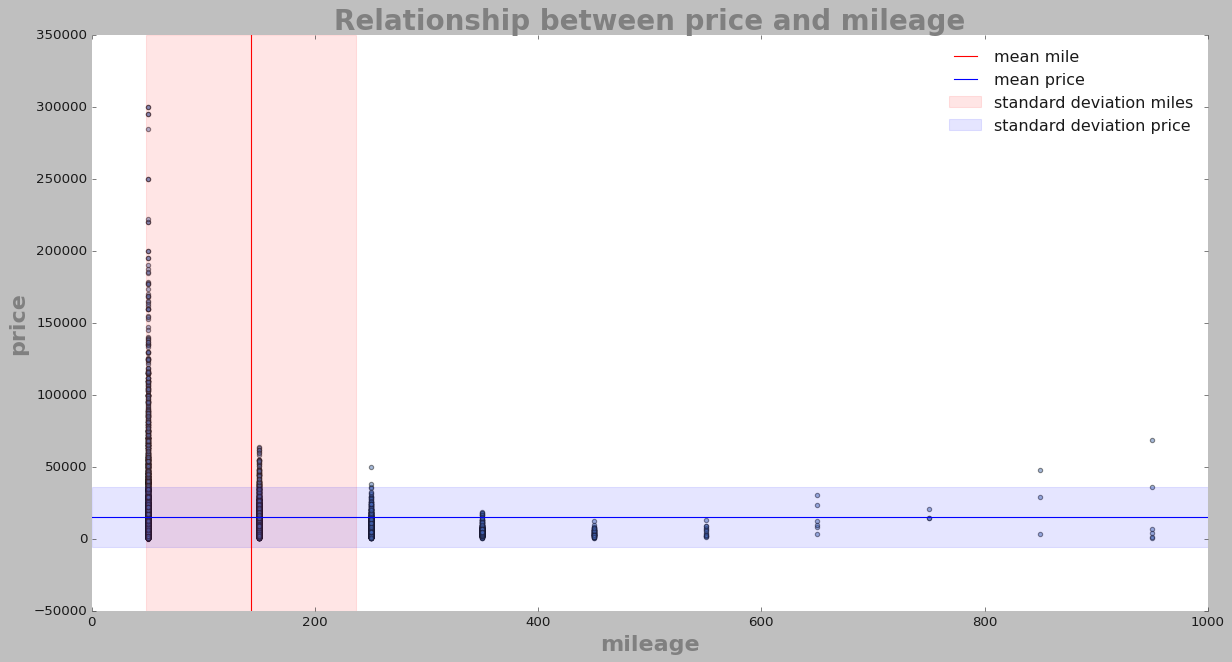 Relationship between price and mileage
350000
300000
250000
200000
150000
100000
50000
0
−50000
price
mean mile
mean price
standard deviation miles
standard deviation price
0 200 400 600 800 1000
mileage